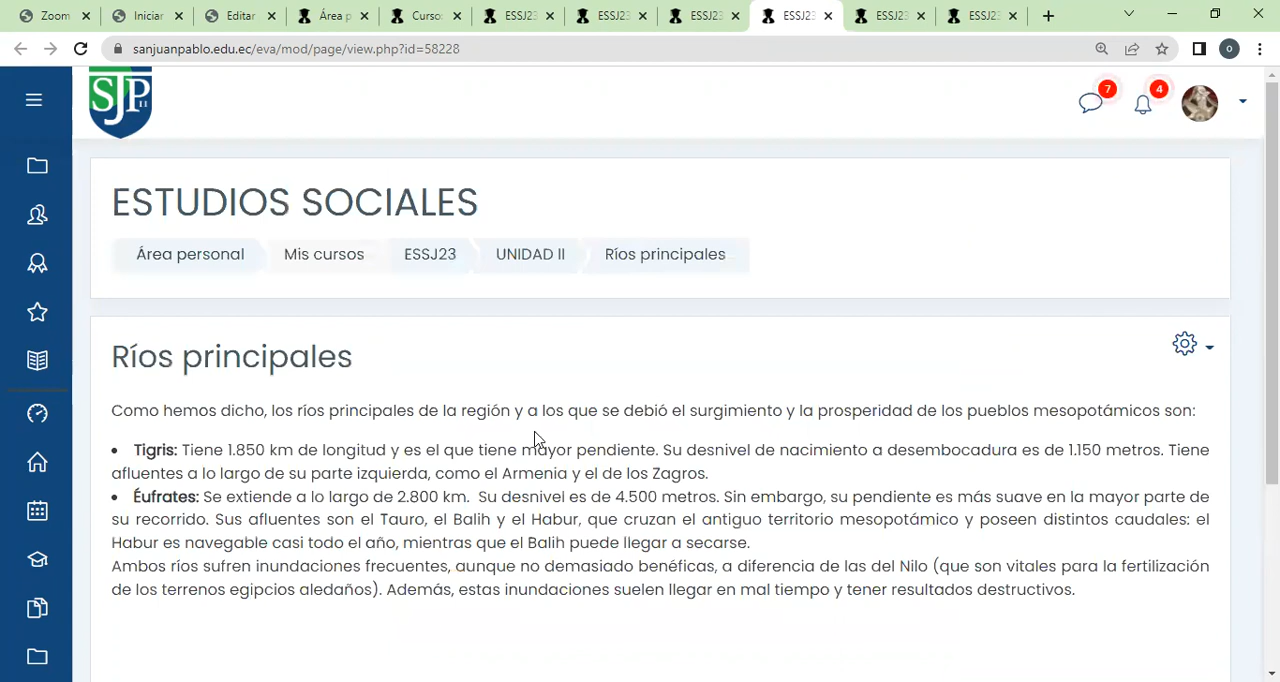 Zoom
Iniciar
Editar
Área p
Curso:
ESSJ23
ESSJ23
ESSJ23
ESSJ23
ESSJ23
ESSJ23
sanjuanpablo.edu.ec/eva/mod/page/view.php?id=58228
O
SJP II
7
4
ESTUDIOS SOCIALES
Área personal
Mis cursos
ESSJ23
UNIDAD II
Ríos principales
Ríos principales
Como hemos dicho, los ríos principales de la región y a los que se debió el surgimiento y la prosperidad de los pueblos mesopotámicos son:
• Tigris: Tiene 1.850 km de longitud y es el que tiene mayor pendiente. Su desnivel de nacimiento a desembocadura es de 1.150 metros. Tiene
afluentes a lo largo de su parte izquierda, como el Armenia y el de los Zagros.
• Éufrates: Se extiende a lo largo de 2.800 km. Su desnivel es de 4.500 metros. Sin embargo, su pendiente es más suave en la mayor parte de
su recorrido. Sus afluentes son el Tauro, el Balih y el Habur, que cruzan el antiguo territorio mesopotámico y poseen distintos caudales: el
Habur es navegable casi todo el año, mientras que el Balih puede llegar a secarse.
Ambos ríos sufren inundaciones frecuentes, aunque no demasiado benéficas, a diferencia de las del Nilo (que son vitales para la fertilización
de los terrenos egipcios aledaños). Además, estas inundaciones suelen llegar en mal tiempo y tener resultados destructivos.